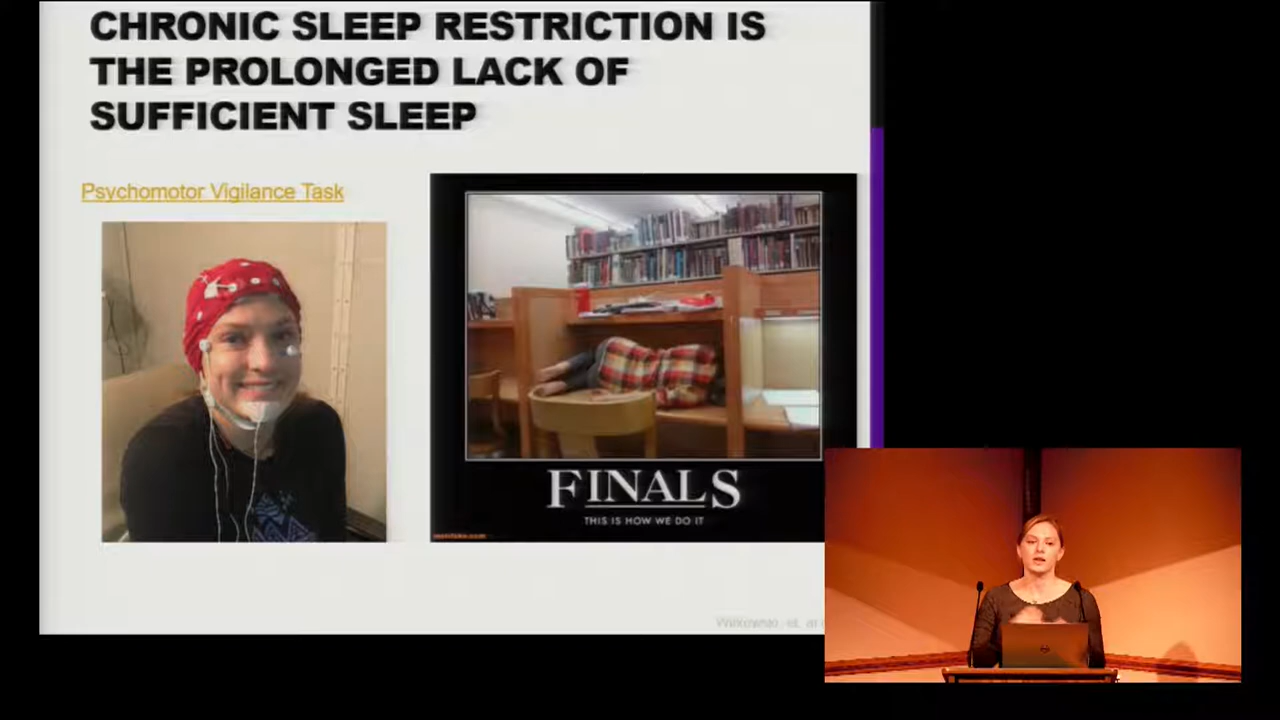 CHRONIC SLEEP RESTRICTION IS
THE PROLONGED LACK OF
SUFFICIENT SLEEP
Psychomotor Vigilance Task
FINALS
THIS IS HOW WE DO IT